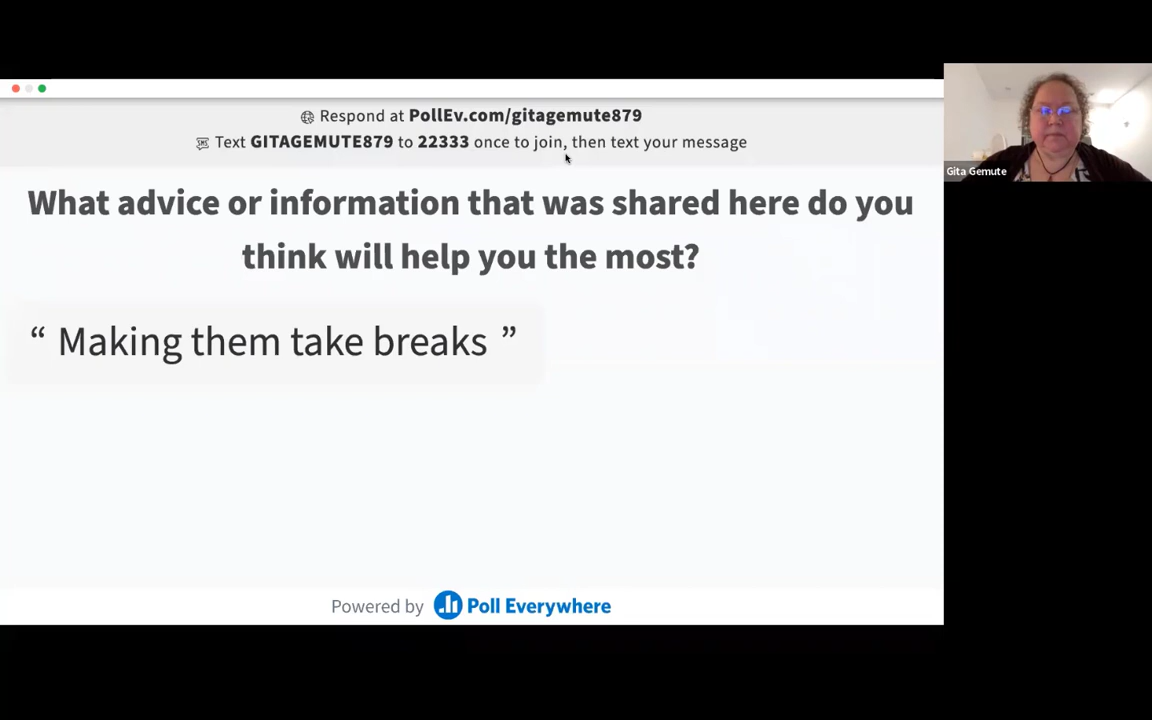 Respond at PollEv.com/gitagemute879
Text GITAGEMUTE879 to 22333 once to join, then text your message
What advice or information that was shared here do you
think will help you the most?
“ Making them take breaks ”
Powered by Poll Everywhere
Gita Gemute